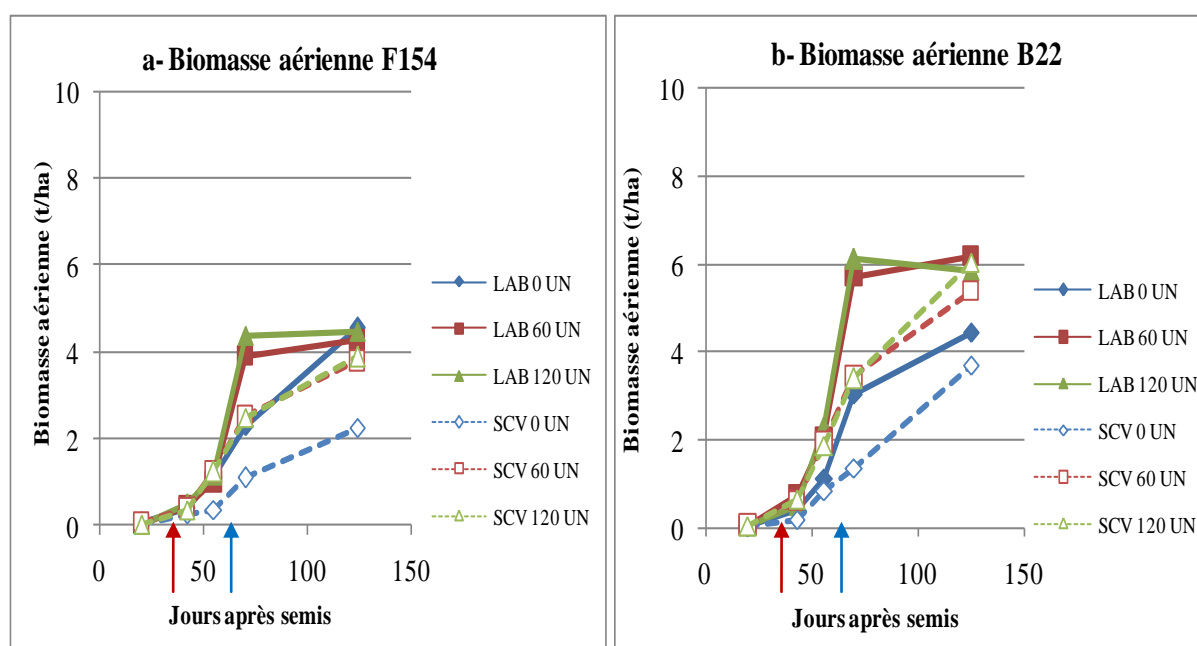 a- Biomasse aérienne F154
Biomasse aérienne (t/ha)
10
8
6
4
2
0
0 50 100 150
Jours après semis
LAB 0 UN
LAB 60 UN
LAB 120 UN
SCV 0 UN
SCV 60 UN
SCV 120 UN
b- Biomasse aérienne B22
Biomasse aérienne (t/ha)
10
8
6
4
2
0
0 50 100 150
Jours après semis
LAB 0 UN
LAB 60 UN
LAB 120 UN
SCV 0 UN
SCV 60 UN
SCV 120 UN